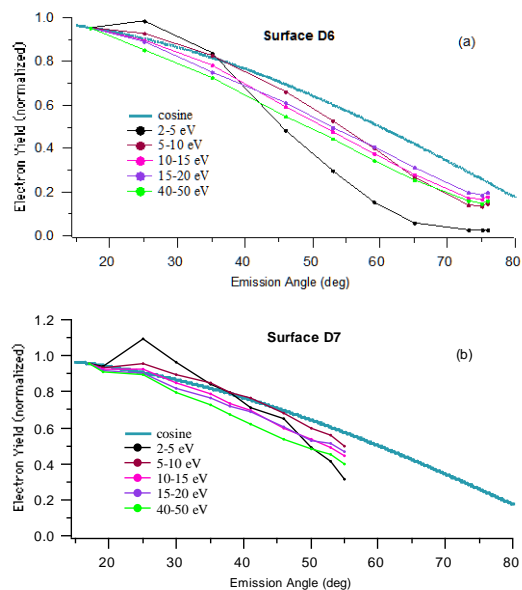 Surface D6
(a)
Electron Yield (normalized)
1.0
0.8
0.6
0.4
0.2
0.0
cosine
2-5 eV
5-10 eV
10-15 eV
15-20 eV
40-50 eV
20
30
40
50
60
70
80
Emission Angle (deg)
Surface D7
(b)
Electron Yield (normalized)
1.2
1.0
0.8
0.6
0.4
0.2
0.0
cosine
2-5 eV
5-10 eV
10-15 eV
15-20 eV
40-50 eV
20
30
40
50
60
70
80
Emission Angle (deg)